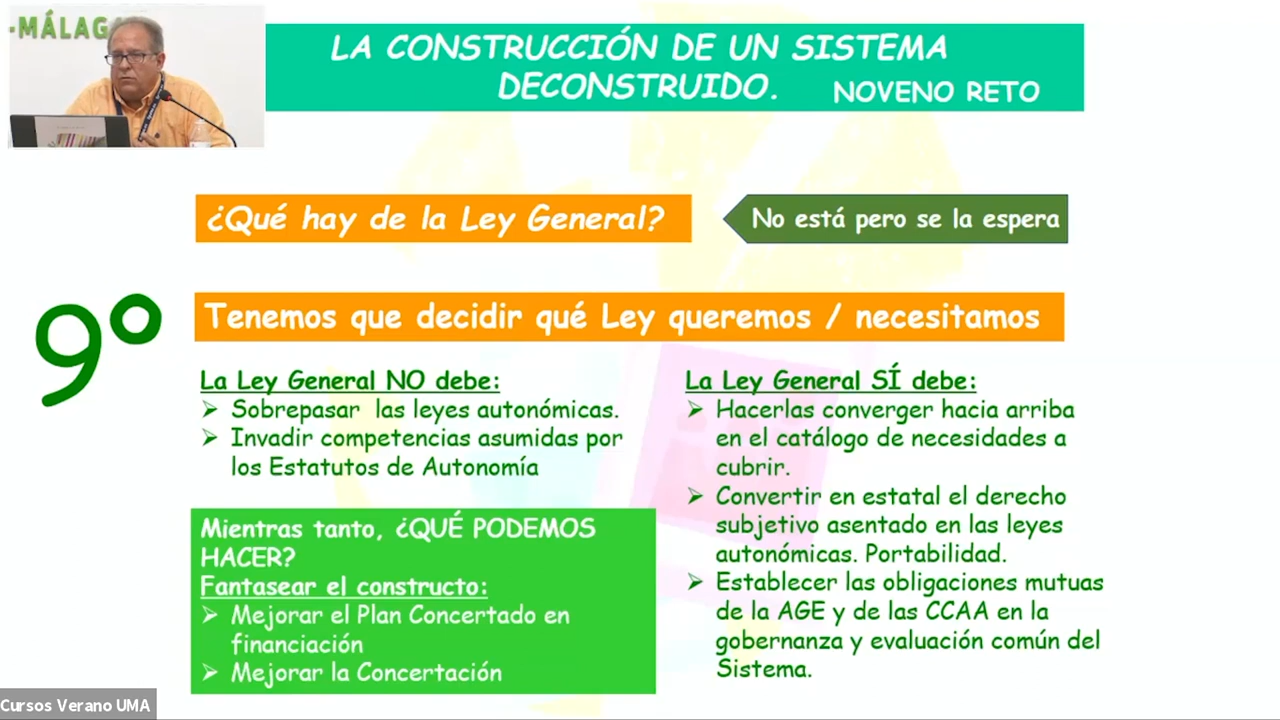 -MÁLAG
LA CONSTRUCCIÓN DE UN SISTEMA
DECONSTRUIDO. NOVENO RETO
¿Qué hay de la Ley General?
No está pero se la espera
9º
Tenemos que decidir qué Ley queremos / necesitamos
La Ley General NO debe:
➢ Sobrepasar las leyes autonómicas.
➢ Invadir competencias asumidas por
los Estatutos de Autonomía
Mientras tanto, ¿QUÉ PODEMOS
HACER?
Fantasear el constructo:
➢ Mejorar el Plan Concertado en
financiación
➢ Mejorar la Concertación
La Ley General SÍ debe:
➢ Hacerlas converger hacia arriba
en el catálogo de necesidades a
cubrir.
➢ Convertir en estatal el derecho
subjetivo asentado en las leyes
autonómicas. Portabilidad.
➢ Establecer las obligaciones mutuas
de la AGE y de las CCAA en la
gobernanza y evaluación común del
Sistema.
Cursos Verano UMA